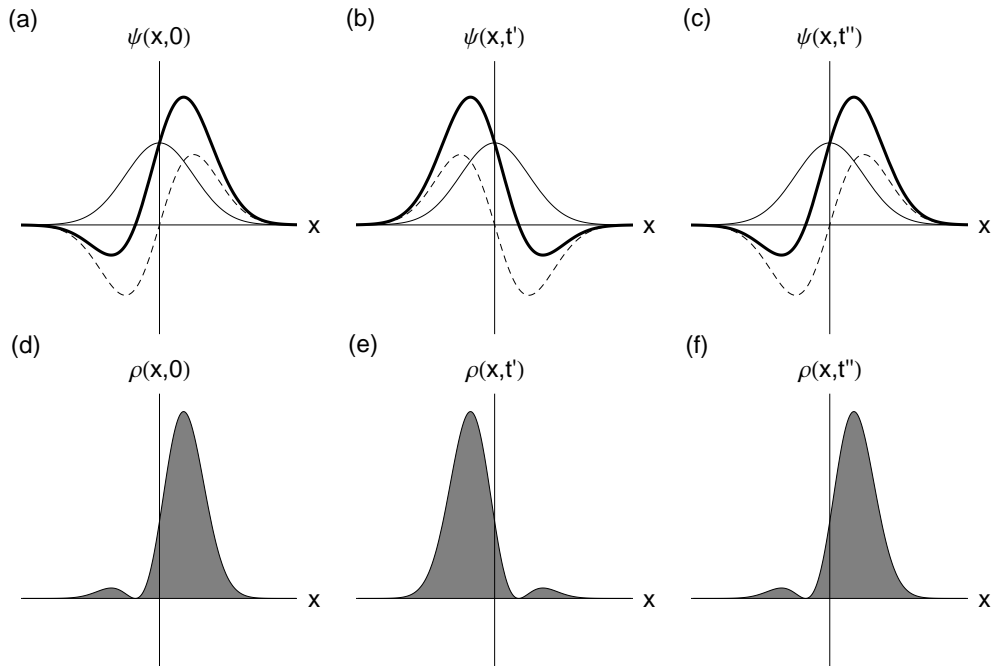 (a) (b) (c)
ψ(x,0) ψ(x,t') ψ(x,t'')
x x x
(d) (e) (f)
ρ(x,0) ρ(x,t') ρ(x,t'')
x x x